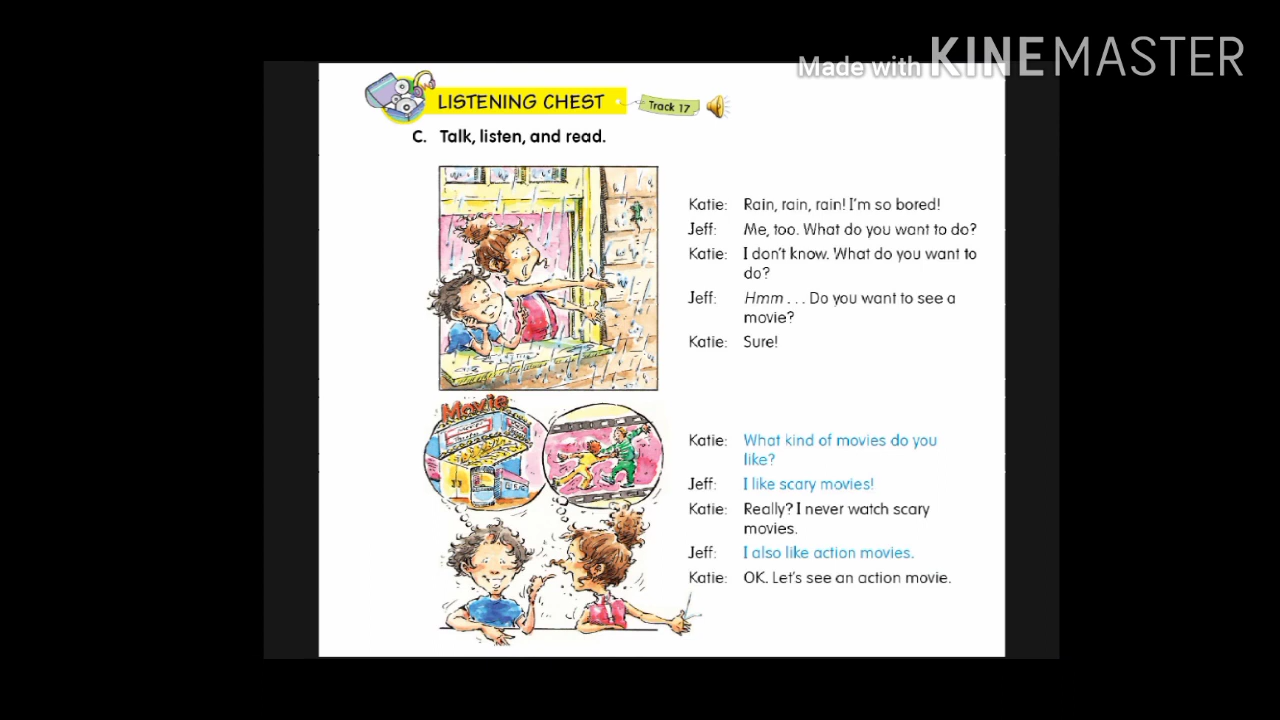 Made with KINEMASTER
LISTENING CHEST
Track 17
C. Talk, listen, and read.
Katie: Rain, rain, rain! I'm so bored!
Jeff: Me, too. What do you want to do?
Katie: I don't know. What do you want to
do?
Jeff: Hmm . . . Do you want to see a
movie?
Katie: Sure!
Movie
Katie: What kind of movies do you
like?
Jeff: I like scary movies!
Katie: Really? I never watch scary
movies.
Jeff: I also like action movies.
Katie: OK. Let's see an action movie.